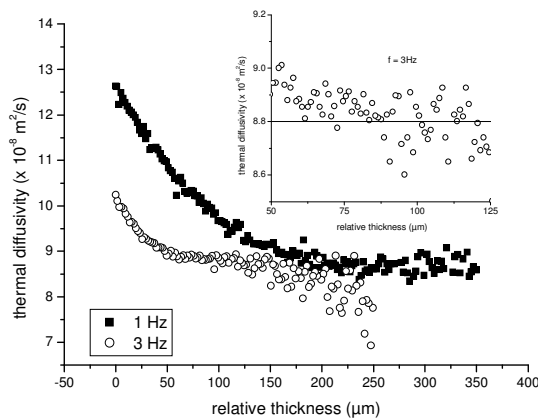 thermal diffusivity (x 10⁻⁸ m²/s)
14
13
12
11
10
9
8
7
6
-50 0 50 100 150 200 250 300 350 400 450
relative thickness (µm)
1 Hz
3 Hz
thermal diffusivity (x 10⁻⁸ m²/s)
9.2
9.0
8.8
8.6
50 75 100 125
relative thickness (µm)
f = 3Hz